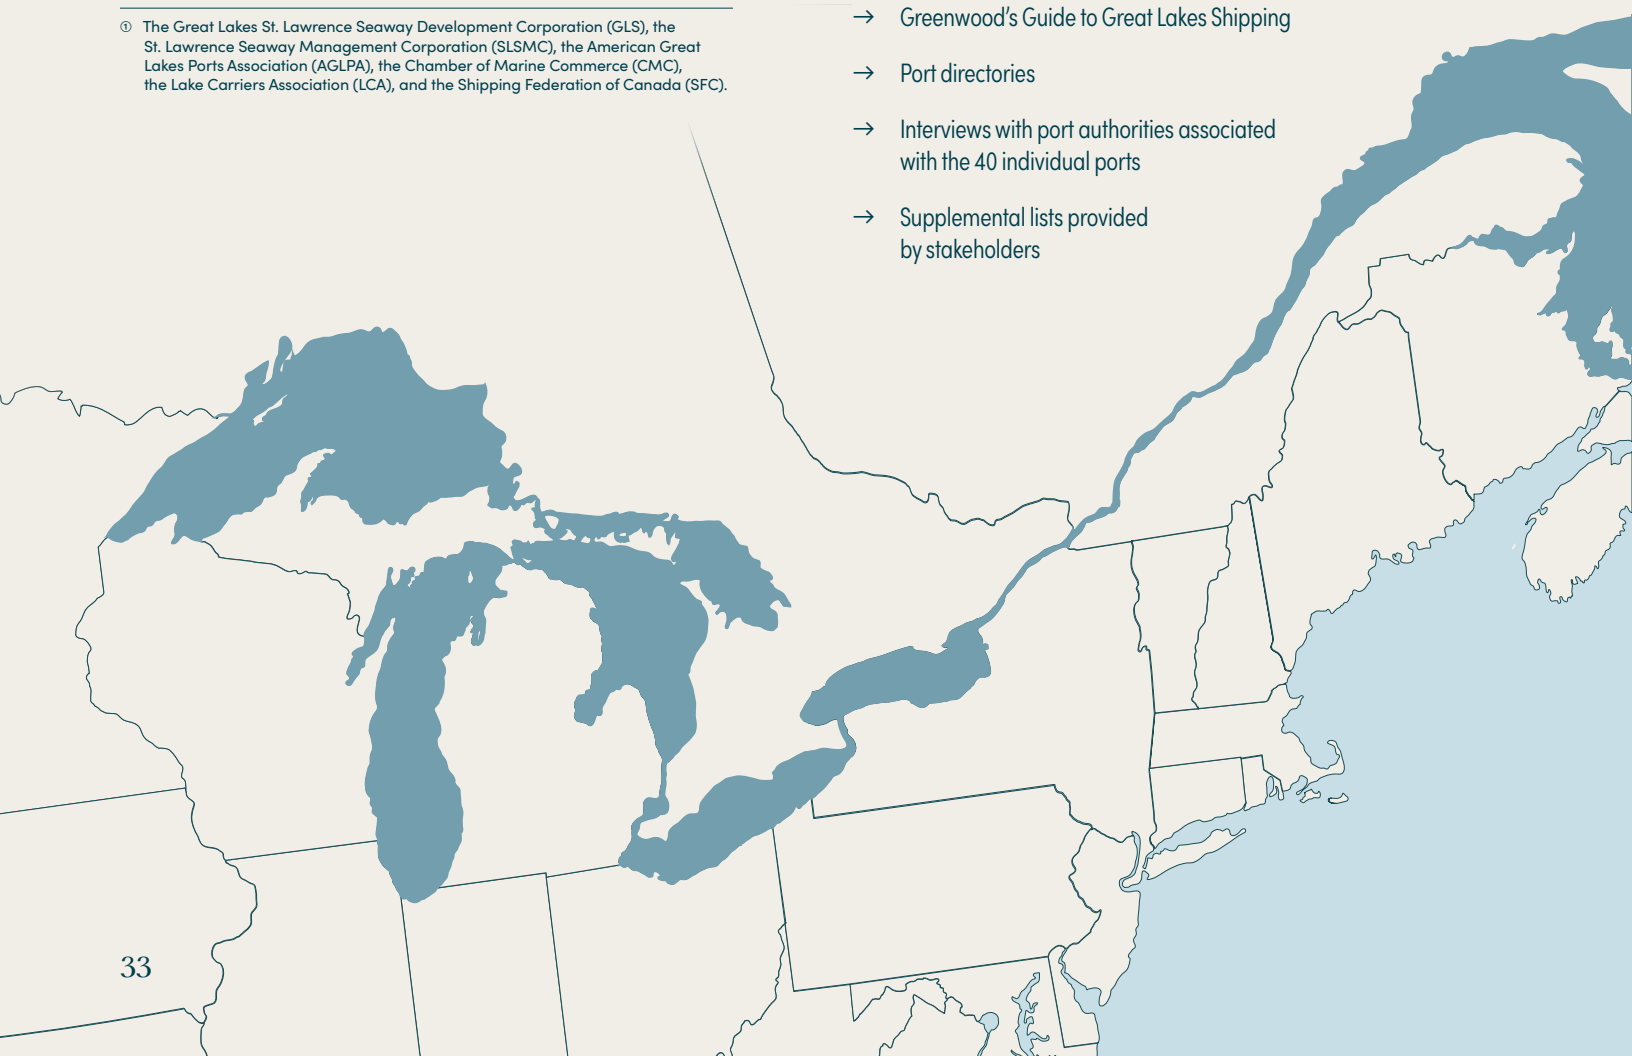 ① The Great Lakes St. Lawrence Seaway Development Corporation (GLS), the
St. Lawrence Seaway Management Corporation (SLSMC), the American Great
Lakes Ports Association (AGLPA), the Chamber of Marine Commerce (CMC),
the Lake Carriers Association (LCA), and the Shipping Federation of Canada (SFC).
→ Greenwood's Guide to Great Lakes Shipping
→ Port directories
→ Interviews with port authorities associated
with the 40 individual ports
→ Supplemental lists provided
by stakeholders
33